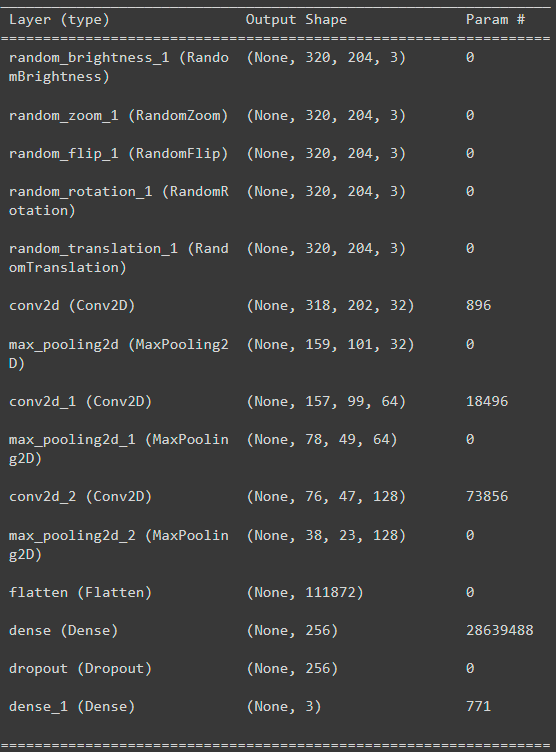 Layer (type) Output Shape Param #
=================================================================
random_brightness_1 (Rando (None, 320, 204, 3) 0
mBrightness)
random_zoom_1 (RandomZoom) (None, 320, 204, 3) 0
random_flip_1 (RandomFlip) (None, 320, 204, 3) 0
random_rotation_1 (RandomR (None, 320, 204, 3) 0
otation)
random_translation_1 (Rand (None, 320, 204, 3) 0
omTranslation)
conv2d (Conv2D) (None, 318, 202, 32) 896
max_pooling2d (MaxPooling2 (None, 159, 101, 32) 0
D)
conv2d_1 (Conv2D) (None, 157, 99, 64) 18496
max_pooling2d_1 (MaxPoolin (None, 78, 49, 64) 0
g2D)
conv2d_2 (Conv2D) (None, 76, 47, 128) 73856
max_pooling2d_2 (MaxPoolin (None, 38, 23, 128) 0
g2D)
flatten (Flatten) (None, 111872) 0
dense (Dense) (None, 256) 28639488
dropout (Dropout) (None, 256) 0
dense_1 (Dense) (None, 3) 771
=================================================================